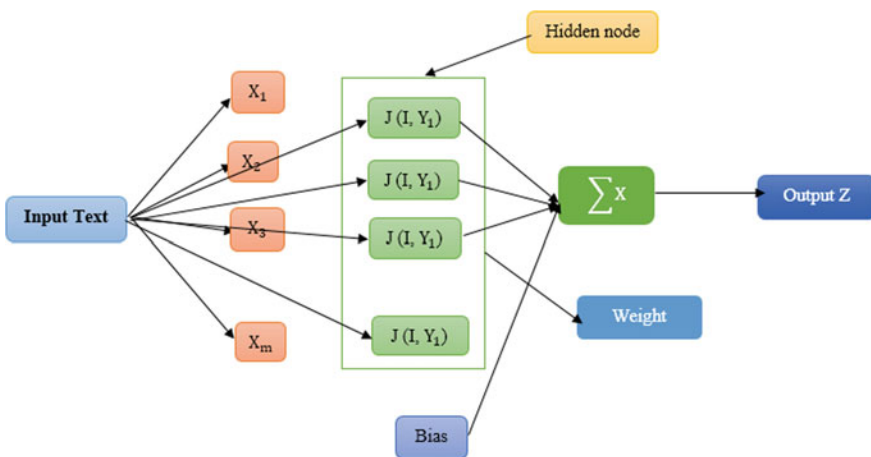 Hidden node
X₁
J (I, Y₁)
X₂
J (I, Y₁)
Input Text
X₃
J (I, Y₁)
∑x
Output Z
Weight
Xₘ
J (I, Y₁)
Bias